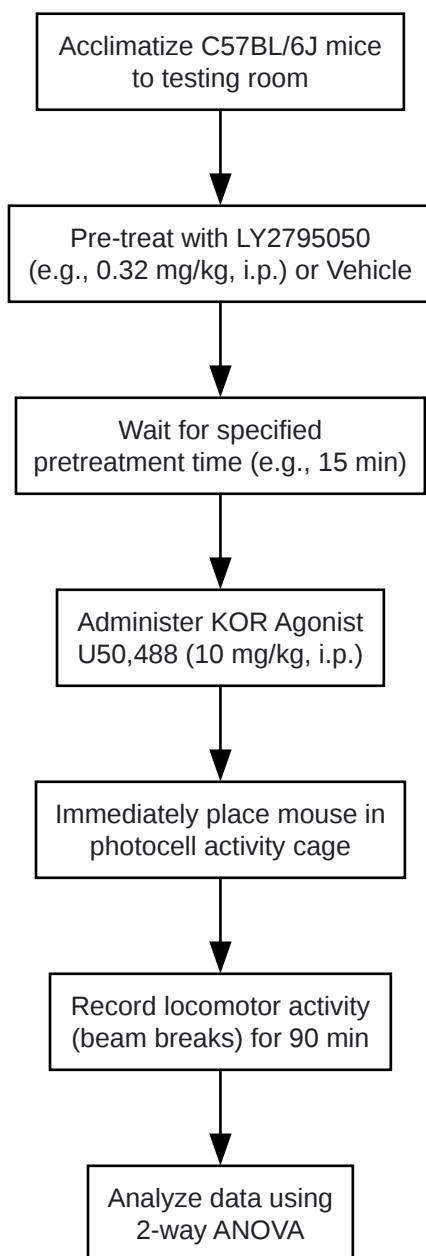 Acclimatize C57BL/6J mice
to testing room
Pre-treat with LY2795050
(e.g., 0.32 mg/kg, i.p.) or Vehicle
Wait for specified
pretreatment time (e.g., 15 min)
Administer KOR Agonist
U50,488 (10 mg/kg, i.p.)
Immediately place mouse in
photocell activity cage
Record locomotor activity
(beam breaks) for 90 min
Analyze data using
2-way ANOVA